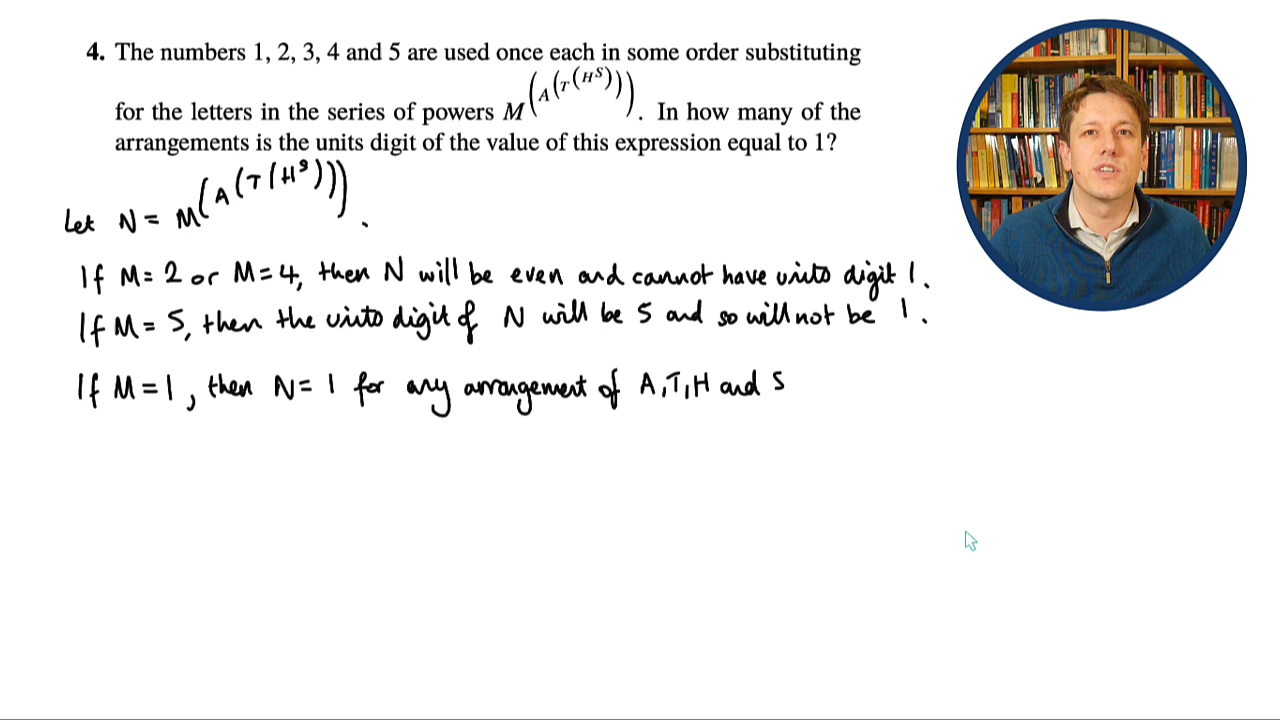 4. The numbers 1, 2, 3, 4 and 5 are used once each in some order substituting
for the letters in the series of powers M^(A^(T^(H^S))). In how many of the
arrangements is the units digit of the value of this expression equal to 1?
Let N = M^(A^(T^(H^S))).
If M = 2 or M = 4, then N will be even and cannot have units digit 1.
If M = 5, then the units digit of N will be 5 and so will not be 1.
If M = 1, then N = 1 for any arrangement of A, T, H and S